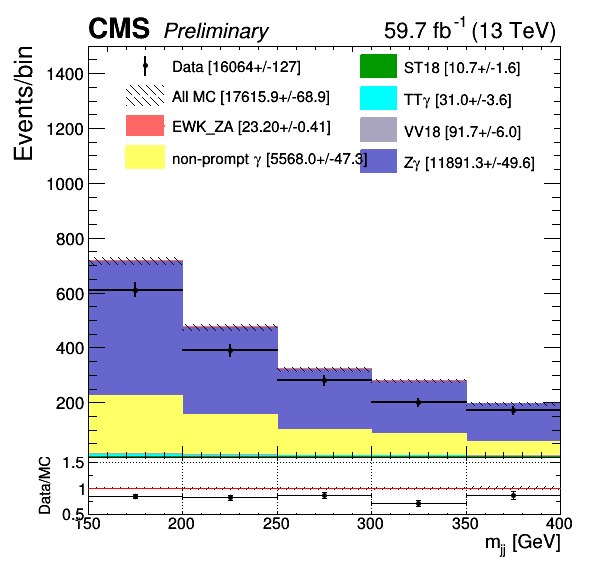 CMS Preliminary 59.7 fb⁻¹ (13 TeV)
Events/bin
Data [16064+/-127]
All MC [17615.9+/-68.9]
EWK_ZA [23.20+/-0.41]
non-prompt γ [5568.0+/-47.3]
ST18 [10.7+/-1.6]
TTγ [31.0+/-3.6]
VV18 [91.7+/-6.0]
Zγ [11891.3+/-49.6]
1400
1200
1000
800
600
400
200
Data/MC
1.5
1
0.5
150 200 250 300 350 400
m_jj [GeV]